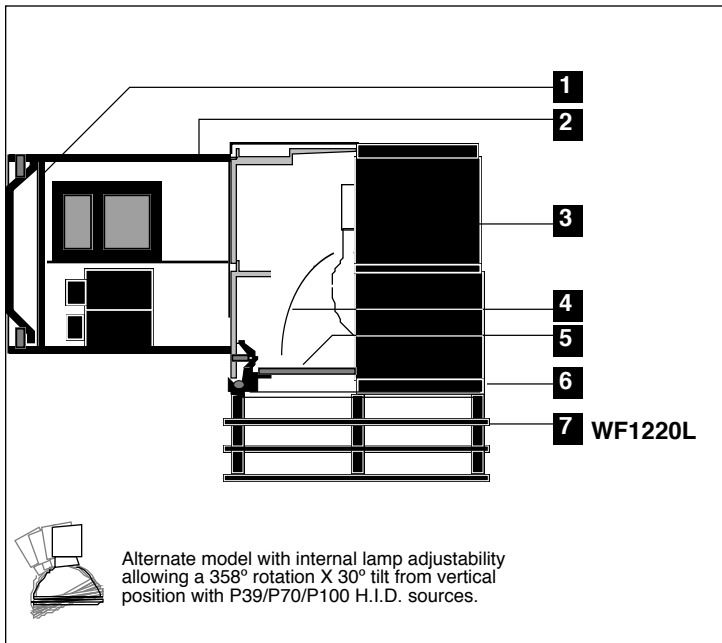 1
2
3
4
5
6
7 WF1220L
Alternate model with internal lamp adjustability
allowing a 358º rotation X 30º tilt from vertical
position with P39/P70/P100 H.I.D. sources.